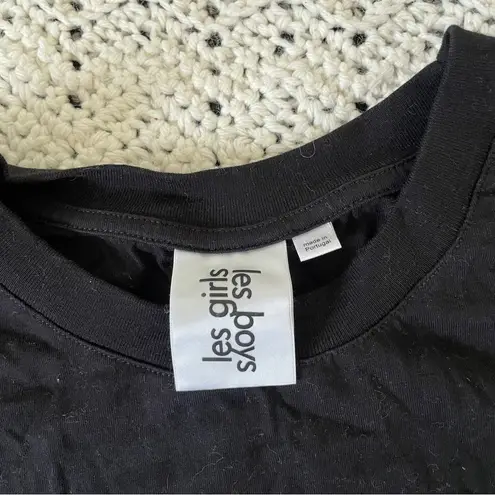 les girls
les boys
made in
Portugal